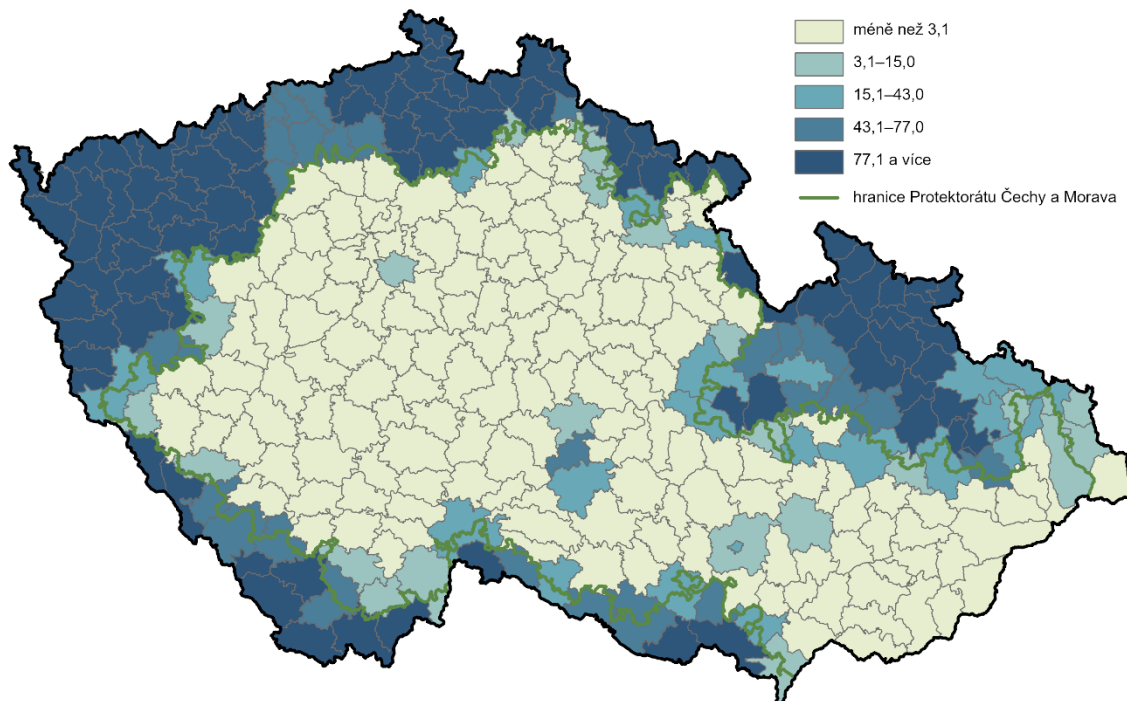 méně než 3,1
3,1–15,0
15,1–43,0
43,1–77,0
77,1 a více
hranice Protektorátu Čechy a Morava